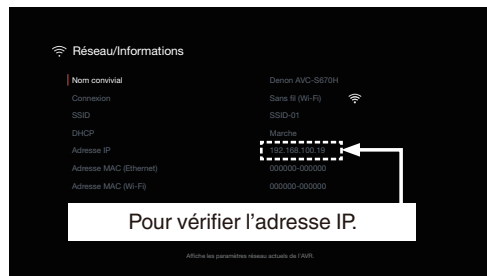 Réseau/Informations
Nom convivial Denon AVC-S670H
Connexion Sans fil (Wi-Fi)
SSID SSID-01
DHCP Marche
Adresse IP 192.168.100.19
Adresse MAC (Ethernet) 000000-000000
Adresse MAC (Wi-Fi) 000000-000000
Pour vérifier l’adresse IP.
Affiche les paramètres réseau actuels de l'AVR.